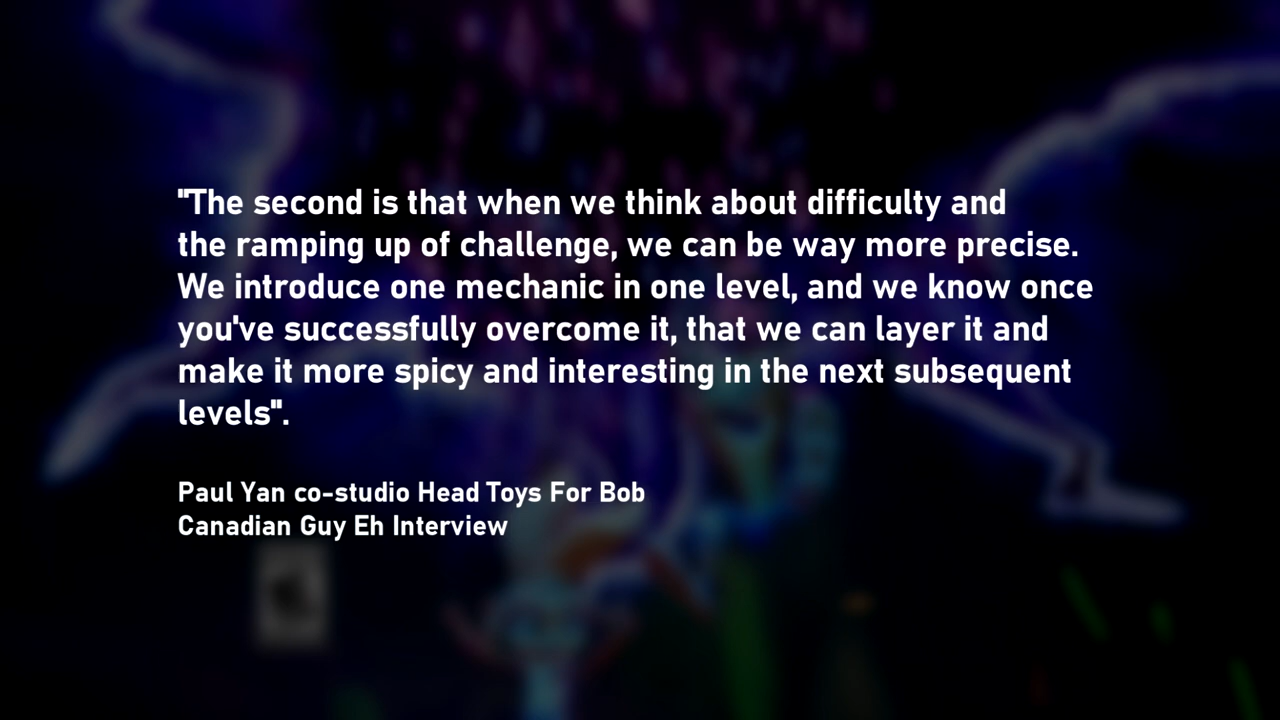 "The second is that when we think about difficulty and
the ramping up of challenge, we can be way more precise.
We introduce one mechanic in one level, and we know once
you've successfully overcome it, that we can layer it and
make it more spicy and interesting in the next subsequent
levels".
Paul Yan co-studio Head Toys For Bob
Canadian Guy Eh Interview